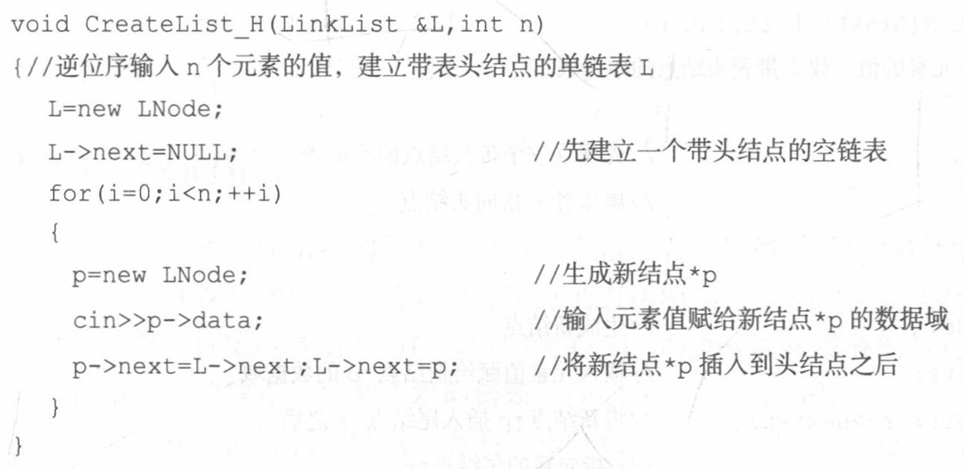 void CreateList_H(LinkList &L,int n)
{//逆位序输入n个元素的值，建立带表头结点的单链表L
L=new LNode;
L->next=NULL; //先建立一个带头结点的空链表
for(i=0;i<n;++i)
{
p=new LNode; //生成新结点*p
cin>>p->data; //输入元素值赋给新结点*p的数据域
p->next=L->next;L->next=p; //将新结点*p插入到头结点之后
}
}